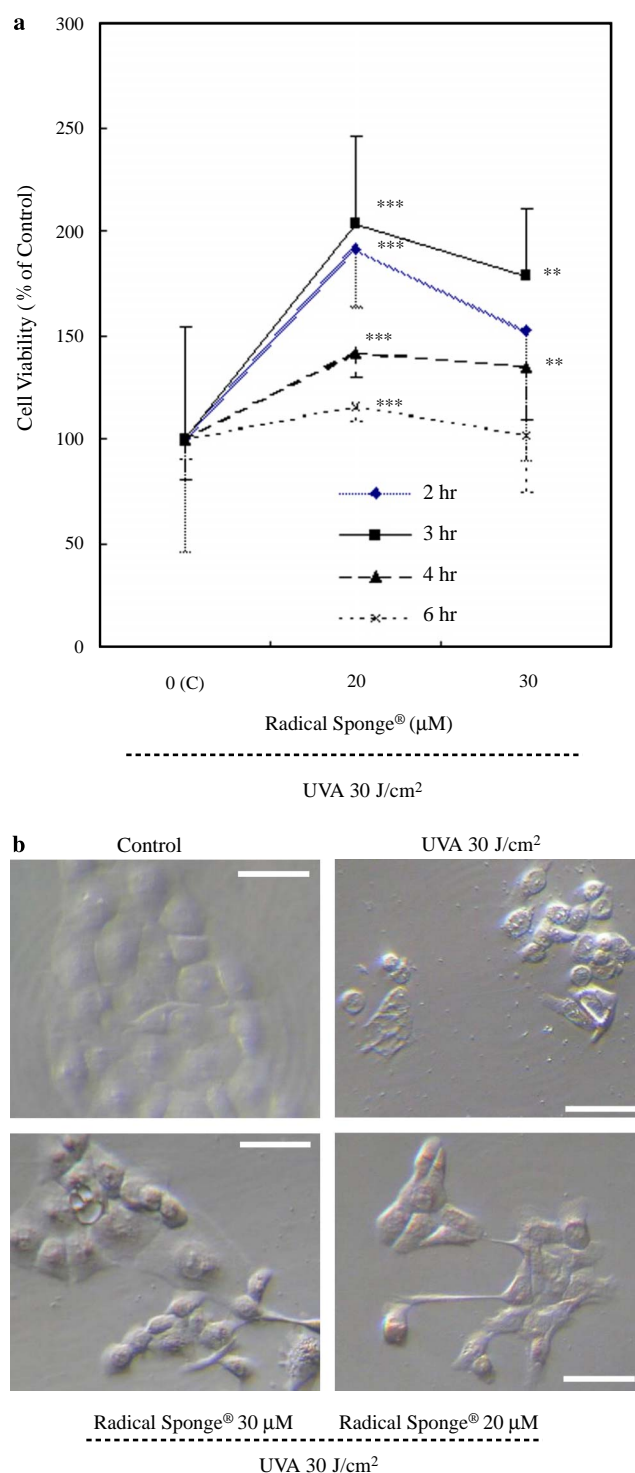 a
300
250
200
150
100
50
0
Cell Viability ( % of Control)
***
***
**
***
**
***
2 hr
3 hr
4 hr
6 hr
0 (C) 20 30
Radical Sponge® (μM)
UVA 30 J/cm²
b
Control UVA 30 J/cm²
Radical Sponge® 30 μM Radical Sponge® 20 μM
UVA 30 J/cm²